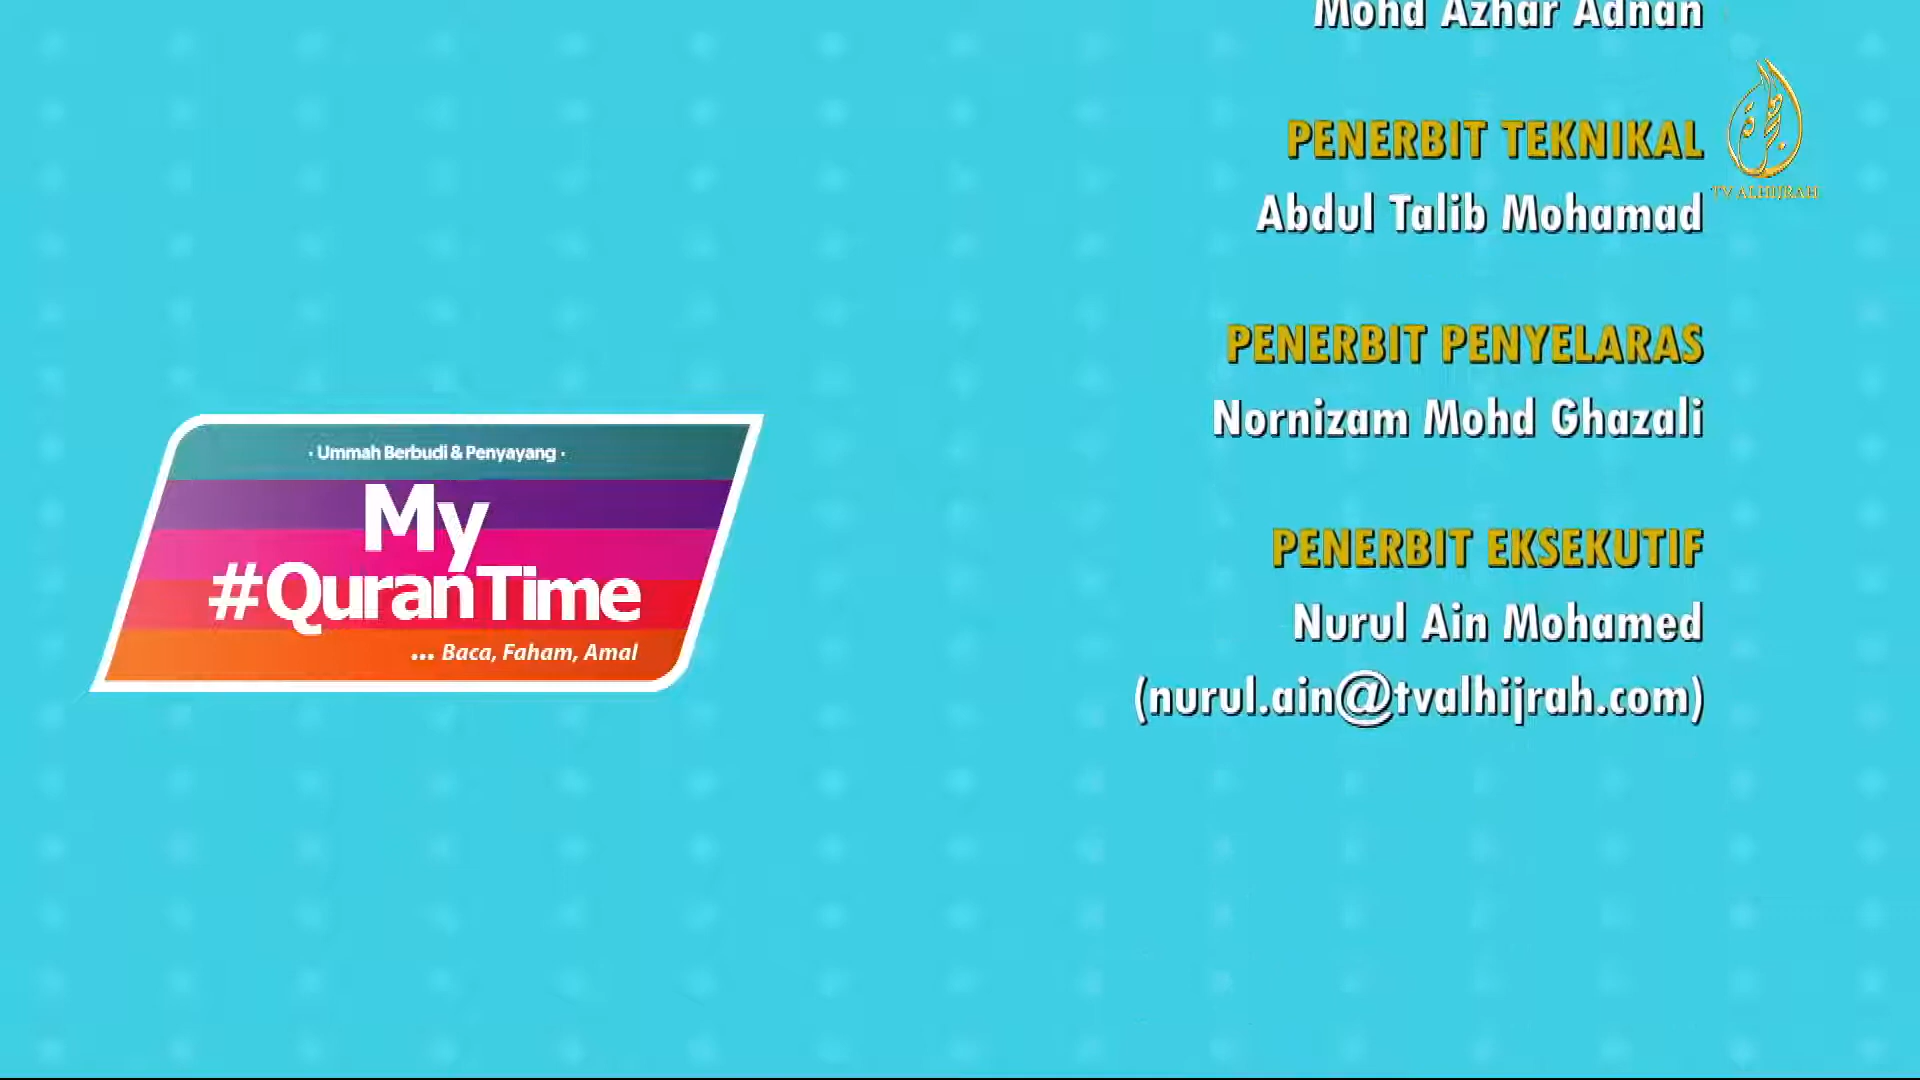 Mohd Azhar Adnan
PENERBIT TEKNIKAL
Abdul Talib Mohamad
TV ALHIJRAH
PENERBIT PENYELARAS
Nornizam Mohd Ghazali
PENERBIT EKSEKUTIF
Nurul Ain Mohamed
(nurul.ain@tvalhijrah.com)
· Ummah Berbudi & Penyayang ·
My
#QuranTime
... Baca, Faham, Amal